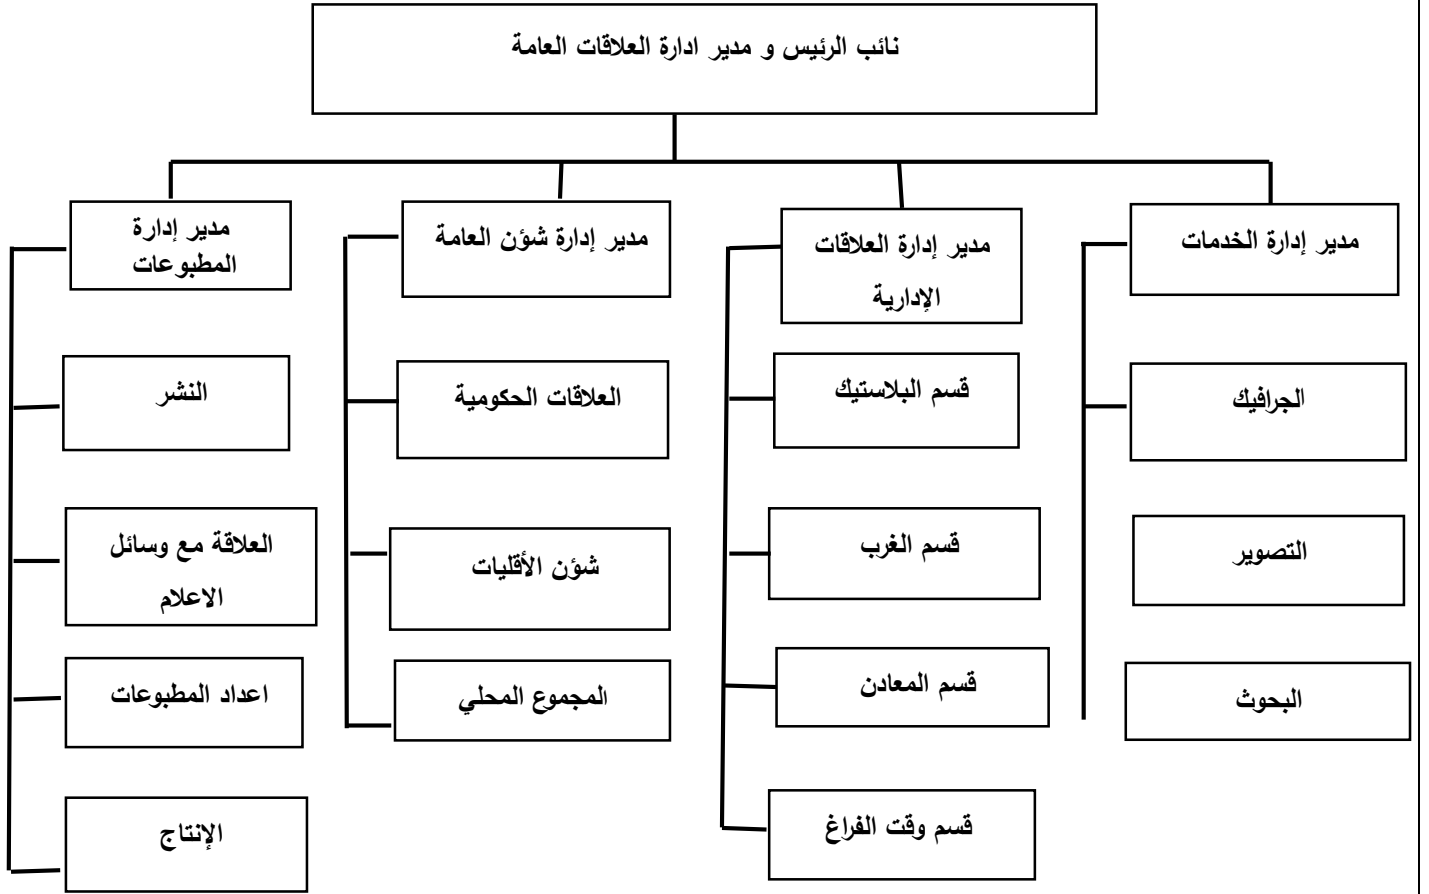 نائب الرئيس و مدير ادارة العلاقات العامة
مدير إدارة الخدمات
الجرافيك
التصوير
البحوث
مدير إدارة العلاقات
الإدارية
قسم البلاستيك
قسم الغرب
قسم المعادن
قسم وقت الفراغ
مدير إدارة شؤن العامة
العلاقات الحكومية
شؤن الأقليات
المجموع المحلي
مدير إدارة
المطبوعات
النشر
العلاقة مع وسائل
الاعلام
اعداد المطبوعات
الإنتاج